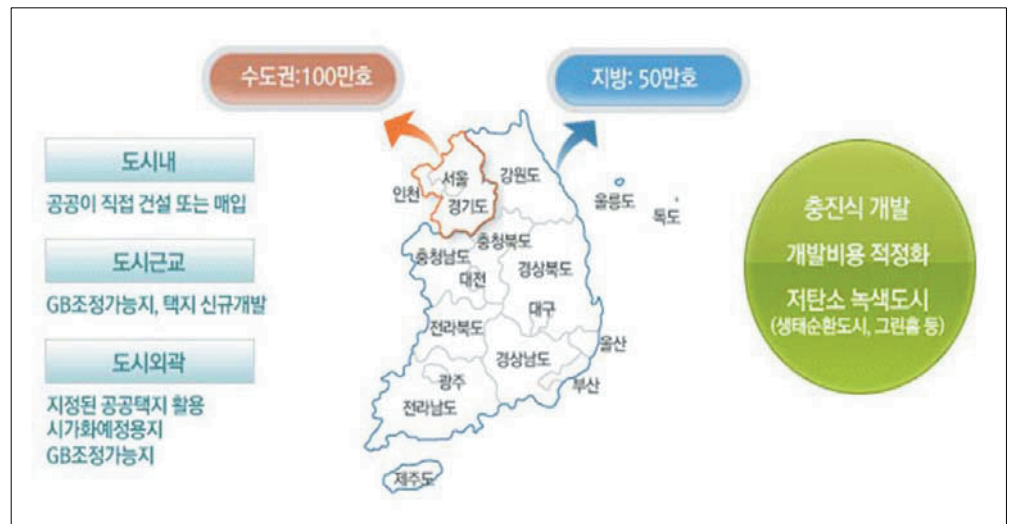 수도권:100만호
지방: 50만호
도시내
공공이 직접 건설 또는 매입
도시근교
GB조정가능지, 택지 신규개발
도시외곽
지정된 공공택지 활용
시가화예정용지
GB조정가능지
서울
인천
경기도
강원도
울릉도
독도
충청북도
충청남도
대전
경상북도
대구
전라북도
울산
경상남도
부산
광주
전라남도
제주도
충진식 개발
개발비용 적정화
저탄소 녹색도시
(생태순환도시, 그린홈 등)